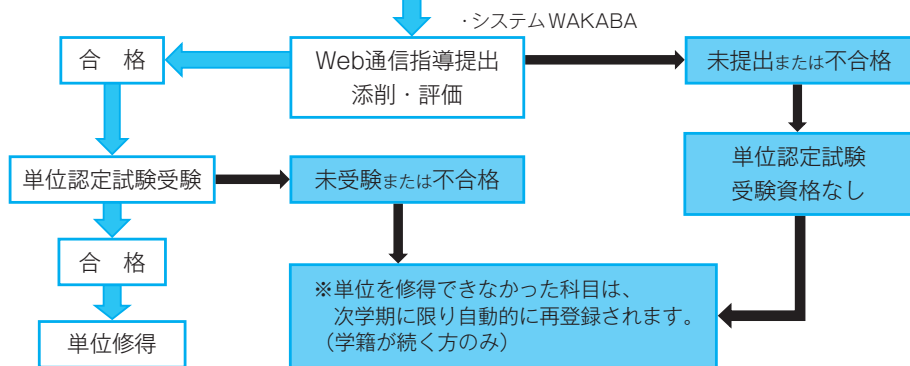 ・システムWAKABA
合　格
Web通信指導提出
添削・評価
未提出または不合格
単位認定試験受験
未受験または不合格
単位認定試験
受験資格なし
合　格
単位修得
※単位を修得できなかった科目は、
次学期に限り自動的に再登録されます。
（学籍が続く方のみ）